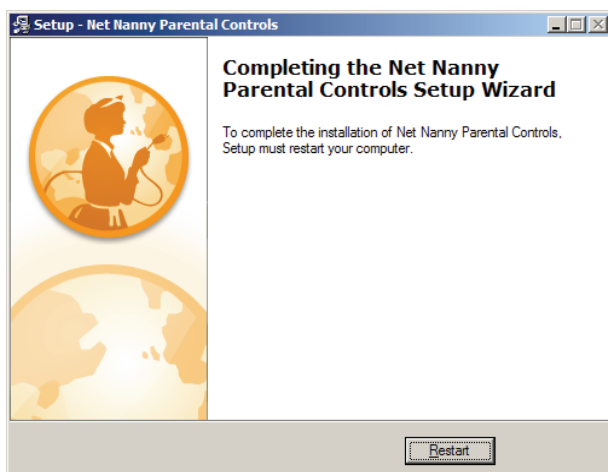 Setup - Net Nanny Parental Controls
Completing the Net Nanny
Parental Controls Setup Wizard
To complete the installation of Net Nanny Parental Controls,
Setup must restart your computer.
Restart